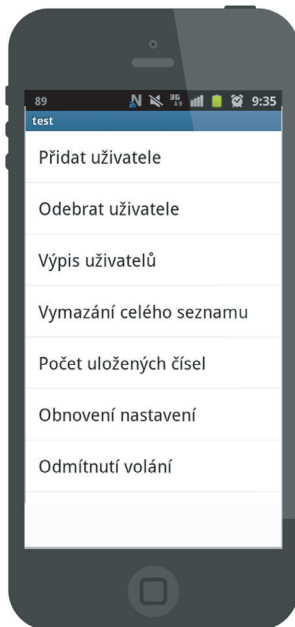 89 3G 9:35
test
Přidat uživatele
Odebrat uživatele
Výpis uživatelů
Vymazání celého seznamu
Počet uložených čísel
Obnovení nastavení
Odmítnutí volání